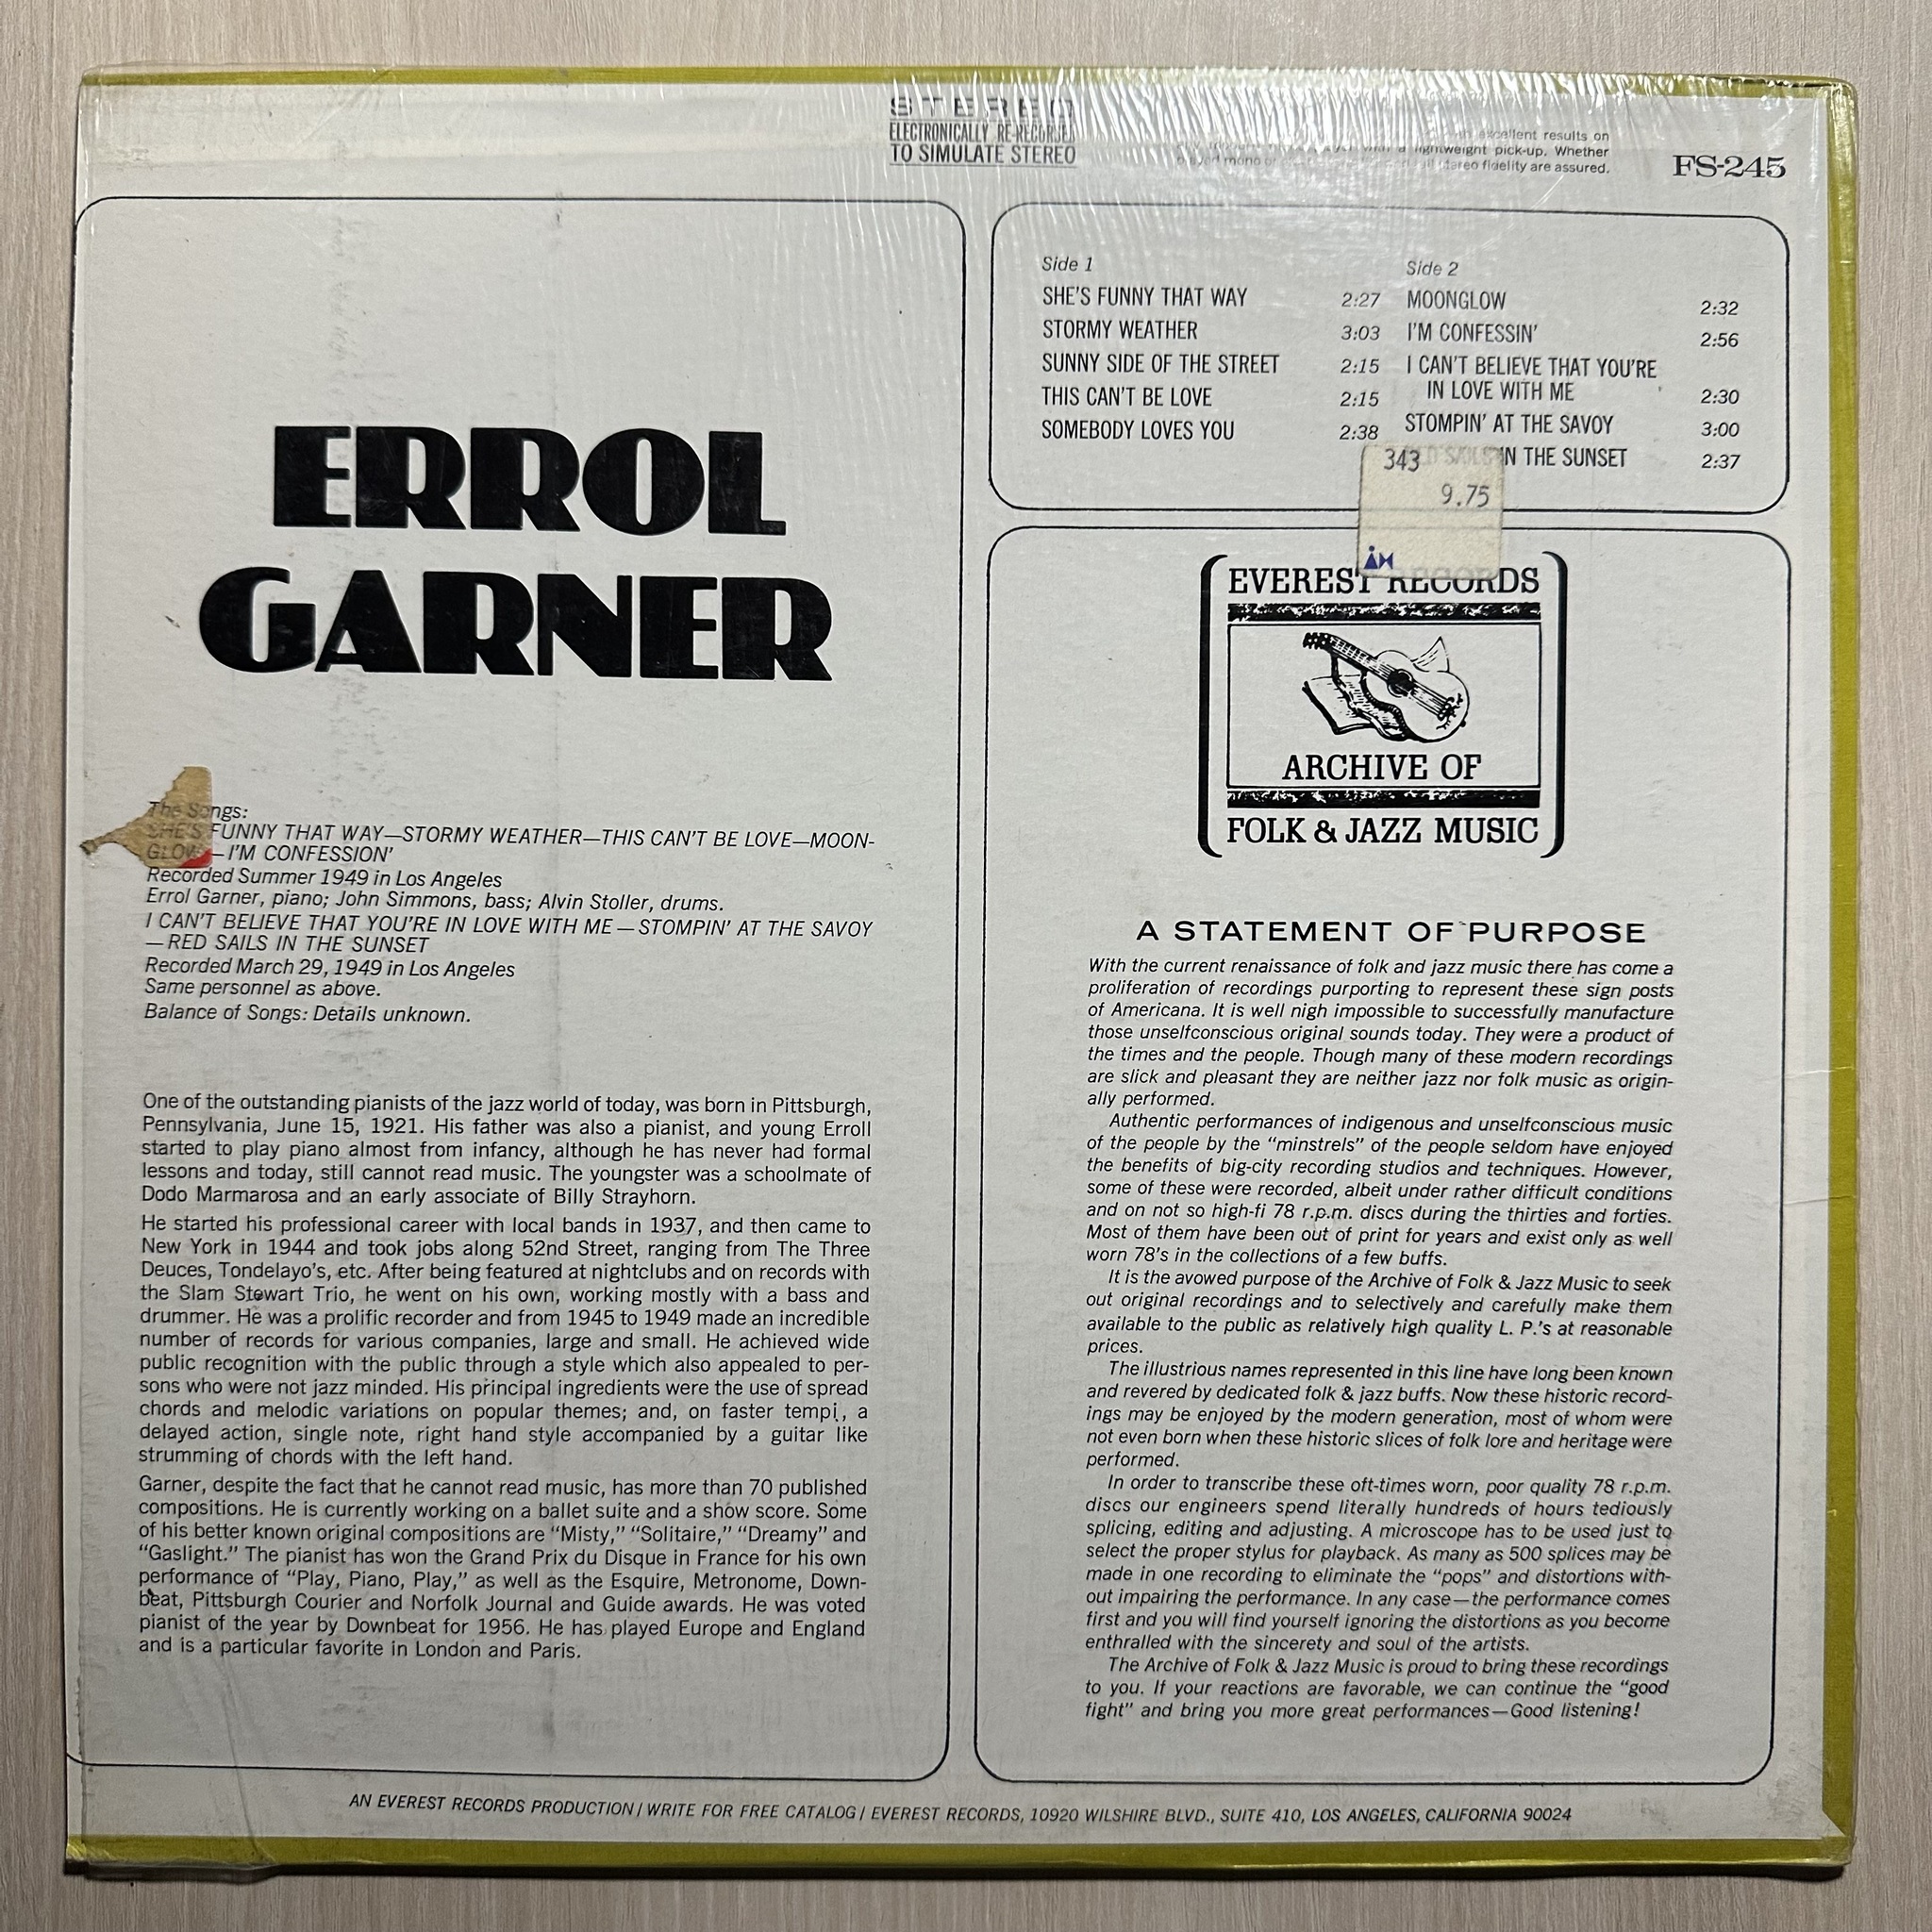 STEREO
ELECTRONICALLY RE-RECORDED
TO SIMULATE STEREO
excellent results on
a lightweight pick-up. Whether
stereo fidelity are assured.
FS-245
ERROL
GARNER
The Songs:
SHE'S FUNNY THAT WAY—STORMY WEATHER—THIS CAN'T BE LOVE—MOON-
GLOW—I'M CONFESSION'
Recorded Summer 1949 in Los Angeles
Errol Garner, piano; John Simmons, bass; Alvin Stoller, drums.
I CAN'T BELIEVE THAT YOU'RE IN LOVE WITH ME—STOMPIN' AT THE SAVOY
—RED SAILS IN THE SUNSET
Recorded March 29, 1949 in Los Angeles
Same personnel as above.
Balance of Songs: Details unknown.
One of the outstanding pianists of the jazz world of today, was born in Pittsburgh,
Pennsylvania, June 15, 1921. His father was also a pianist, and young Erroll
started to play piano almost from infancy, although he has never had formal
lessons and today, still cannot read music. The youngster was a schoolmate of
Dodo Marmarosa and an early associate of Billy Strayhorn.
He started his professional career with local bands in 1937, and then came to
New York in 1944 and took jobs along 52nd Street, ranging from The Three
Deuces, Tondelayo's, etc. After being featured at nightclubs and on records with
the Slam Stewart Trio, he went on his own, working mostly with a bass and
drummer. He was a prolific recorder and from 1945 to 1949 made an incredible
number of records for various companies, large and small. He achieved wide
public recognition with the public through a style which also appealed to per-
sons who were not jazz minded. His principal ingredients were the use of spread
chords and melodic variations on popular themes; and, on faster tempi, a
delayed action, single note, right hand style accompanied by a guitar like
strumming of chords with the left hand.
Garner, despite the fact that he cannot read music, has more than 70 published
compositions. He is currently working on a ballet suite and a show score. Some
of his better known original compositions are "Misty," "Solitaire," "Dreamy" and
"Gaslight." The pianist has won the Grand Prix du Disque in France for his own
performance of "Play, Piano, Play," as well as the Esquire, Metronome, Down-
beat, Pittsburgh Courier and Norfolk Journal and Guide awards. He was voted
pianist of the year by Downbeat for 1956. He has played Europe and England
and is a particular favorite in London and Paris.
Side 1
SHE'S FUNNY THAT WAY 2:27
STORMY WEATHER 3:03
SUNNY SIDE OF THE STREET 2:15
THIS CAN'T BE LOVE 2:15
SOMEBODY LOVES YOU 2:38
Side 2
MOONGLOW 2:32
I'M CONFESSIN' 2:56
I CAN'T BELIEVE THAT YOU'RE
IN LOVE WITH ME 2:30
STOMPIN' AT THE SAVOY 3:00
RED SAILS IN THE SUNSET 2:37
343
9.75
EVEREST RECORDS
ARCHIVE OF
FOLK & JAZZ MUSIC
A STATEMENT OF PURPOSE
With the current renaissance of folk and jazz music there has come a
proliferation of recordings purporting to represent these sign posts
of Americana. It is well nigh impossible to successfully manufacture
those unselfconscious original sounds today. They were a product of
the times and the people. Though many of these modern recordings
are slick and pleasant they are neither jazz nor folk music as origin-
ally performed.
Authentic performances of indigenous and unselfconscious music
of the people by the "minstrels" of the people seldom have enjoyed
the benefits of big-city recording studios and techniques. However,
some of these were recorded, albeit under rather difficult conditions
and on not so high-fi 78 r.p.m. discs during the thirties and forties.
Most of them have been out of print for years and exist only as well
worn 78's in the collections of a few buffs.
It is the avowed purpose of the Archive of Folk & Jazz Music to seek
out original recordings and to selectively and carefully make them
available to the public as relatively high quality L. P.'s at reasonable
prices.
The illustrious names represented in this line have long been known
and revered by dedicated folk & jazz buffs. Now these historic record-
ings may be enjoyed by the modern generation, most of whom were
not even born when these historic slices of folk lore and heritage were
performed.
In order to transcribe these oft-times worn, poor quality 78 r.p.m.
discs our engineers spend literally hundreds of hours tediously
splicing, editing and adjusting. A microscope has to be used just to
select the proper stylus for playback. As many as 500 splices may be
made in one recording to eliminate the "pops" and distortions with-
out impairing the performance. In any case—the performance comes
first and you will find yourself ignoring the distortions as you become
enthralled with the sincerety and soul of the artists.
The Archive of Folk & Jazz Music is proud to bring these recordings
to you. If your reactions are favorable, we can continue the "good
fight" and bring you more great performances—Good listening!
AN EVEREST RECORDS PRODUCTION / WRITE FOR FREE CATALOG / EVEREST RECORDS, 10920 WILSHIRE BLVD., SUITE 410, LOS ANGELES, CALIFORNIA 90024